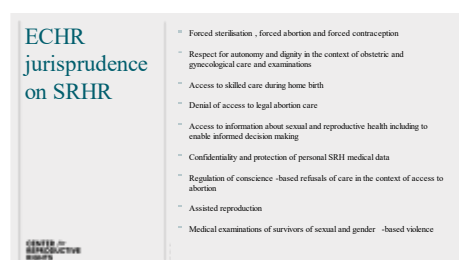 ECHR
jurisprudence
on SRHR
Forced sterilisation , forced abortion and forced contraception
Respect for autonomy and dignity in the context of obstetric and
gynecological care and examinations
Access to skilled care during home birth
Denial of access to legal abortion care
Access to information about sexual and reproductive health including to
enable informed decision making
Confidentiality and protection of personal SRH medical data
Regulation of conscience -based refusals of care in the context of access to
abortion
Assisted reproduction
Medical examinations of survivors of sexual and gender -based violence
CENTER for
REPRODUCTIVE
RIGHTS